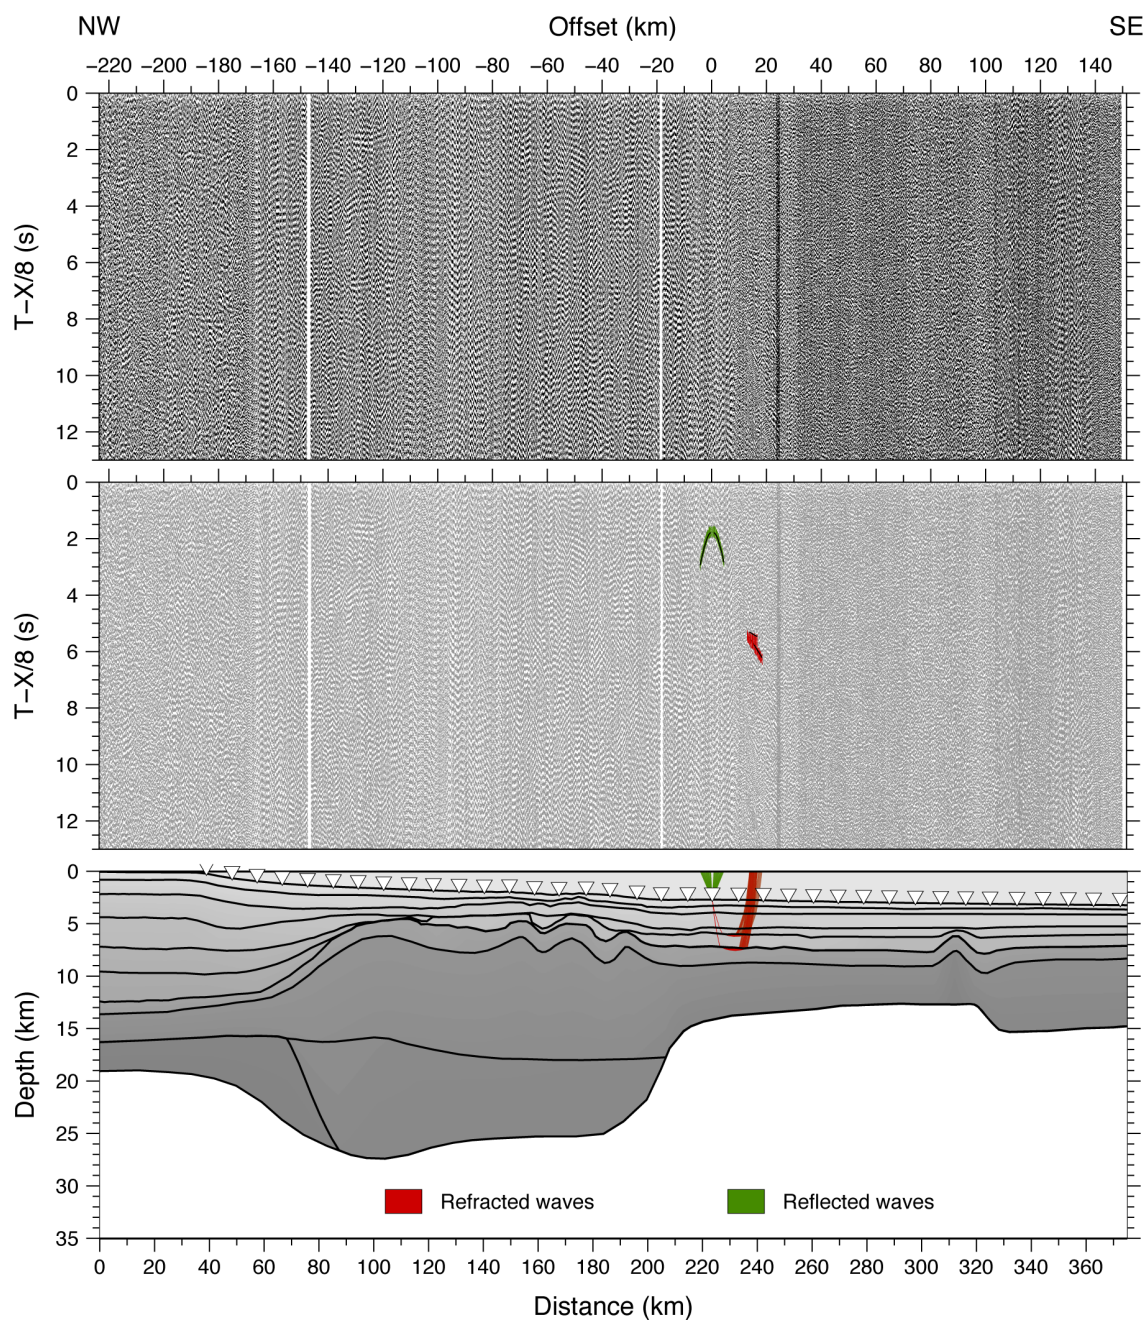 NW Offset (km) SE
−220 −200 −180 −160 −140 −120 −100 −80 −60 −40 −20 0 20 40 60 80 100 120 140
0
2
4
6
8
10
12
T−X/8 (s)
0
2
4
6
8
10
12
T−X/8 (s)
0
5
10
15
20
25
30
35
Depth (km)
Refracted waves Reflected waves
0 20 40 60 80 100 120 140 160 180 200 220 240 260 280 300 320 340 360
Distance (km)